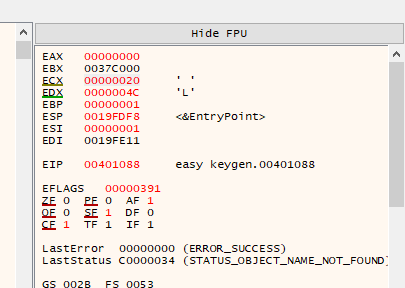 Hide FPU
EAX 00000000
EBX 0037C000
ECX 00000020 ' '
EDX 0000004C 'L'
EBP 00000001
ESP 0019FDF8 <&EntryPoint>
ESI 00000001
EDI 0019FE11
EIP 00401088 easy keygen.00401088
EFLAGS 00000391
ZF 0 PF 0 AF 1
OF 0 SF 1 DF 0
CF 1 TF 1 IF 1
LastError 00000000 (ERROR_SUCCESS)
LastStatus C0000034 (STATUS_OBJECT_NAME_NOT_FOUND)
GS 002B FS 0053